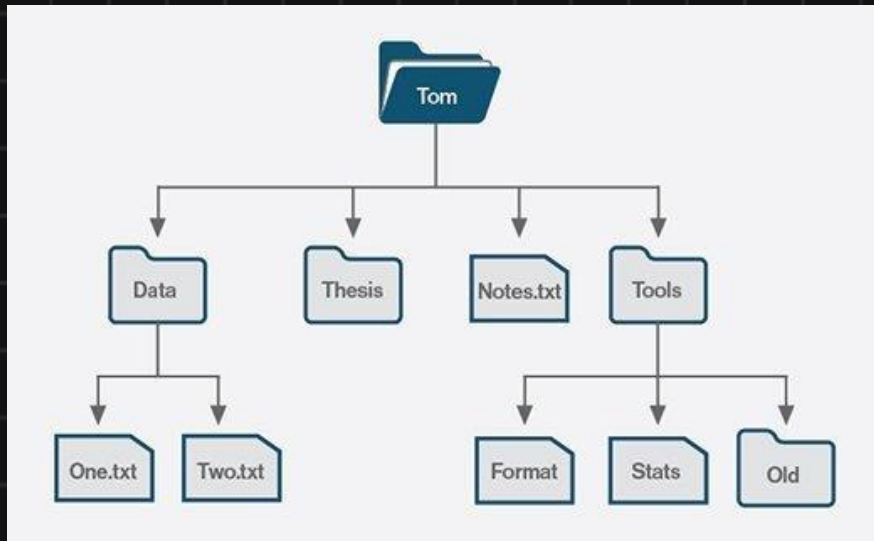 Tom
Data
Thesis
Notes.txt
Tools
One.txt
Two.txt
Format
Stats
Old